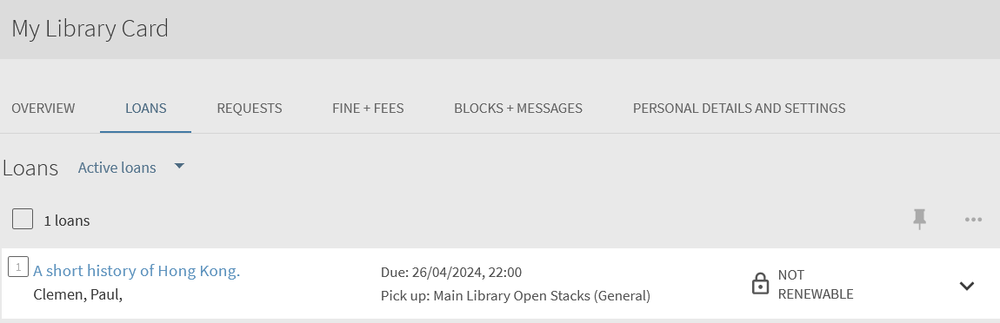 My Library Card
OVERVIEW LOANS REQUESTS FINE + FEES BLOCKS + MESSAGES PERSONAL DETAILS AND SETTINGS
Loans Active loans
1 loans
1 A short history of Hong Kong.
Clemen, Paul,
Due: 26/04/2024, 22:00
Pick up: Main Library Open Stacks (General)
NOT
RENEWABLE